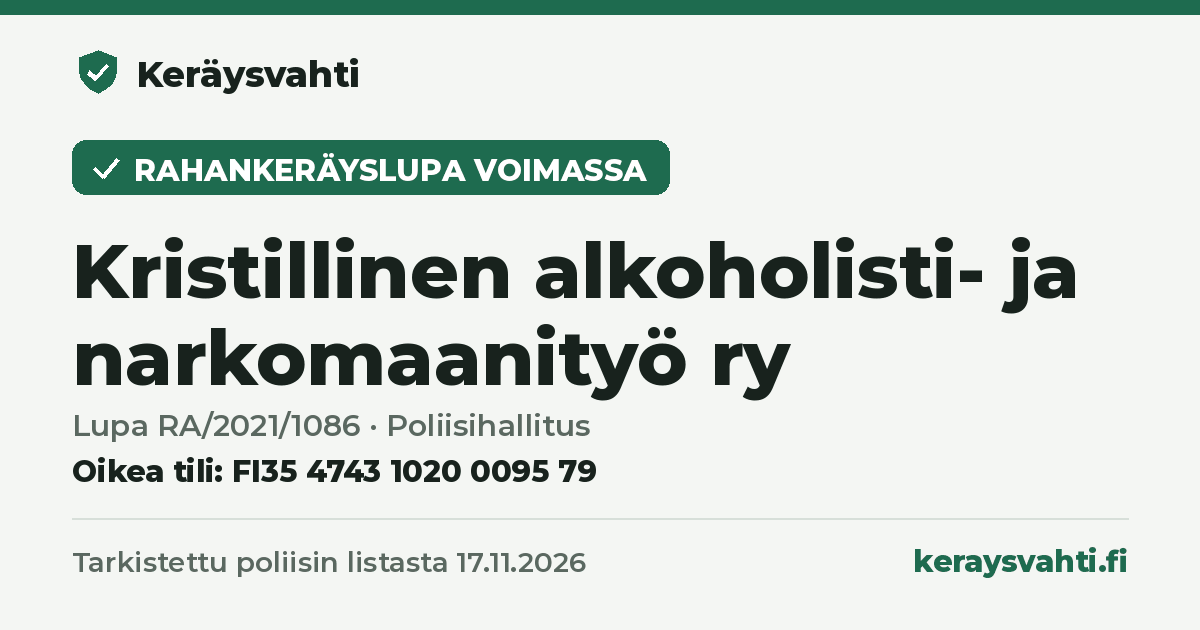 Keräysvahti
RAHANKERÄYSLUPA VOIMASSA
Kristillinen alkoholisti- ja
narkomaanityö ry
Lupa RA/2021/1086 · Poliisihallitus
Oikea tili: FI35 4743 1020 0095 79
Tarkistettu poliisin listasta 17.11.2026
keraysvahti.fi